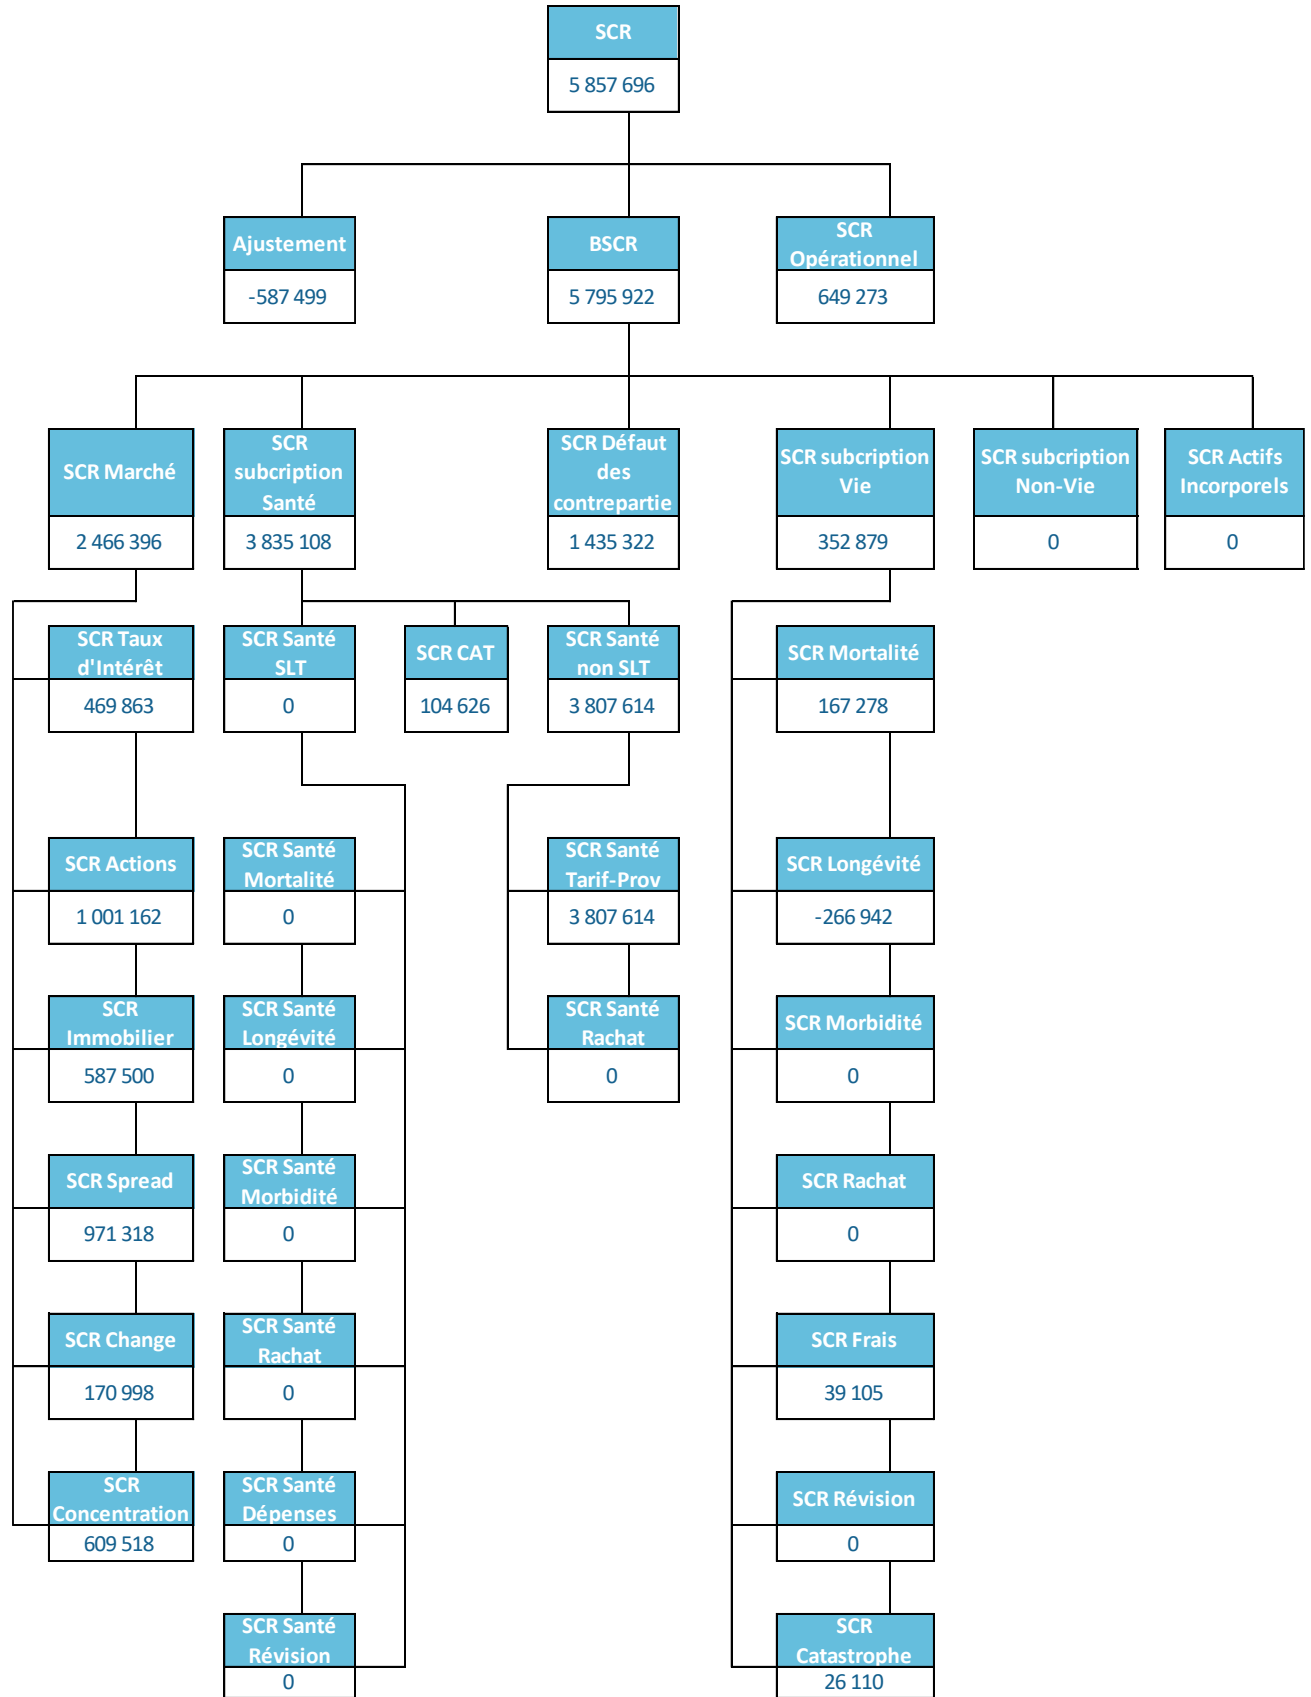 SCR
5 857 696
Ajustement
-587 499
BSCR
5 795 922
SCR
Opérationnel
649 273
SCR Marché
2 466 396
SCR
subcription
Santé
3 835 108
SCR Défaut
des
contrepartie
1 435 322
SCR subcription
Vie
352 879
SCR subcription
Non-Vie
0
SCR Actifs
Incorporels
0
SCR Taux
d'Intérêt
469 863
SCR Santé
SLT
0
SCR CAT
104 626
SCR Santé
non SLT
3 807 614
SCR Mortalité
167 278
SCR Actions
1 001 162
SCR Santé
Mortalité
0
SCR Santé
Tarif-Prov
3 807 614
SCR Longévité
-266 942
SCR
Immobilier
587 500
SCR Santé
Longévité
0
SCR Santé
Rachat
0
SCR Morbidité
0
SCR Spread
971 318
SCR Santé
Morbidité
0
SCR Rachat
0
SCR Change
170 998
SCR Santé
Rachat
0
SCR Frais
39 105
SCR
Concentration
609 518
SCR Santé
Dépenses
0
SCR Révision
0
SCR Santé
Révision
0
SCR
Catastrophe
26 110